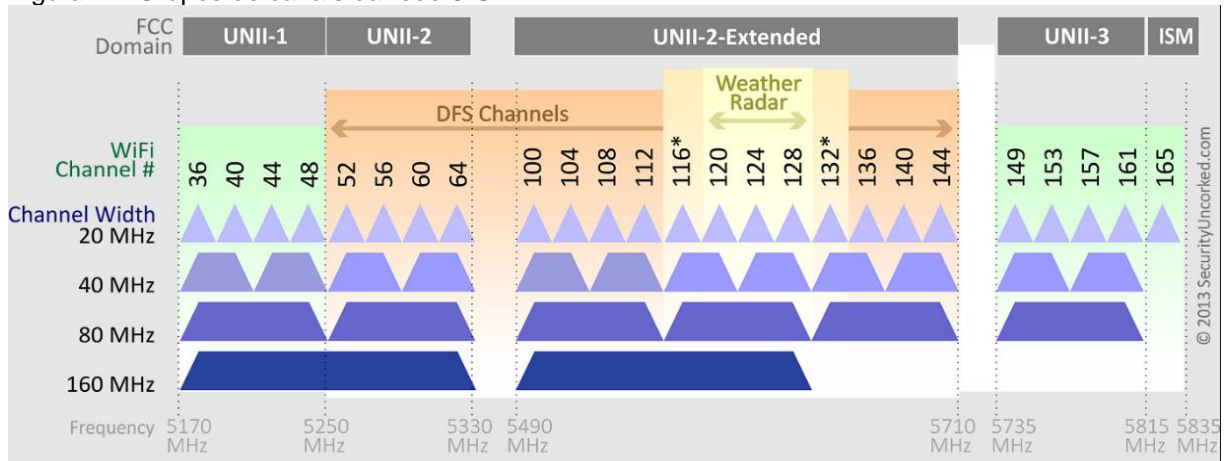 FCC Domain UNII-1 UNII-2 UNII-2-Extended UNII-3 ISM
Weather Radar
DFS Channels
WiFi Channel # 36 40 44 48 52 56 60 64 100 104 108 112 116* 120 124 128 132* 136 140 144 149 153 157 161 165
Channel Width
20 MHz
40 MHz
80 MHz
160 MHz
Frequency 5170 MHz 5250 MHz 5330 MHz 5490 MHz 5710 MHz 5735 MHz 5815 MHz 5835 MHz
© 2013 SecurityUncorked.com